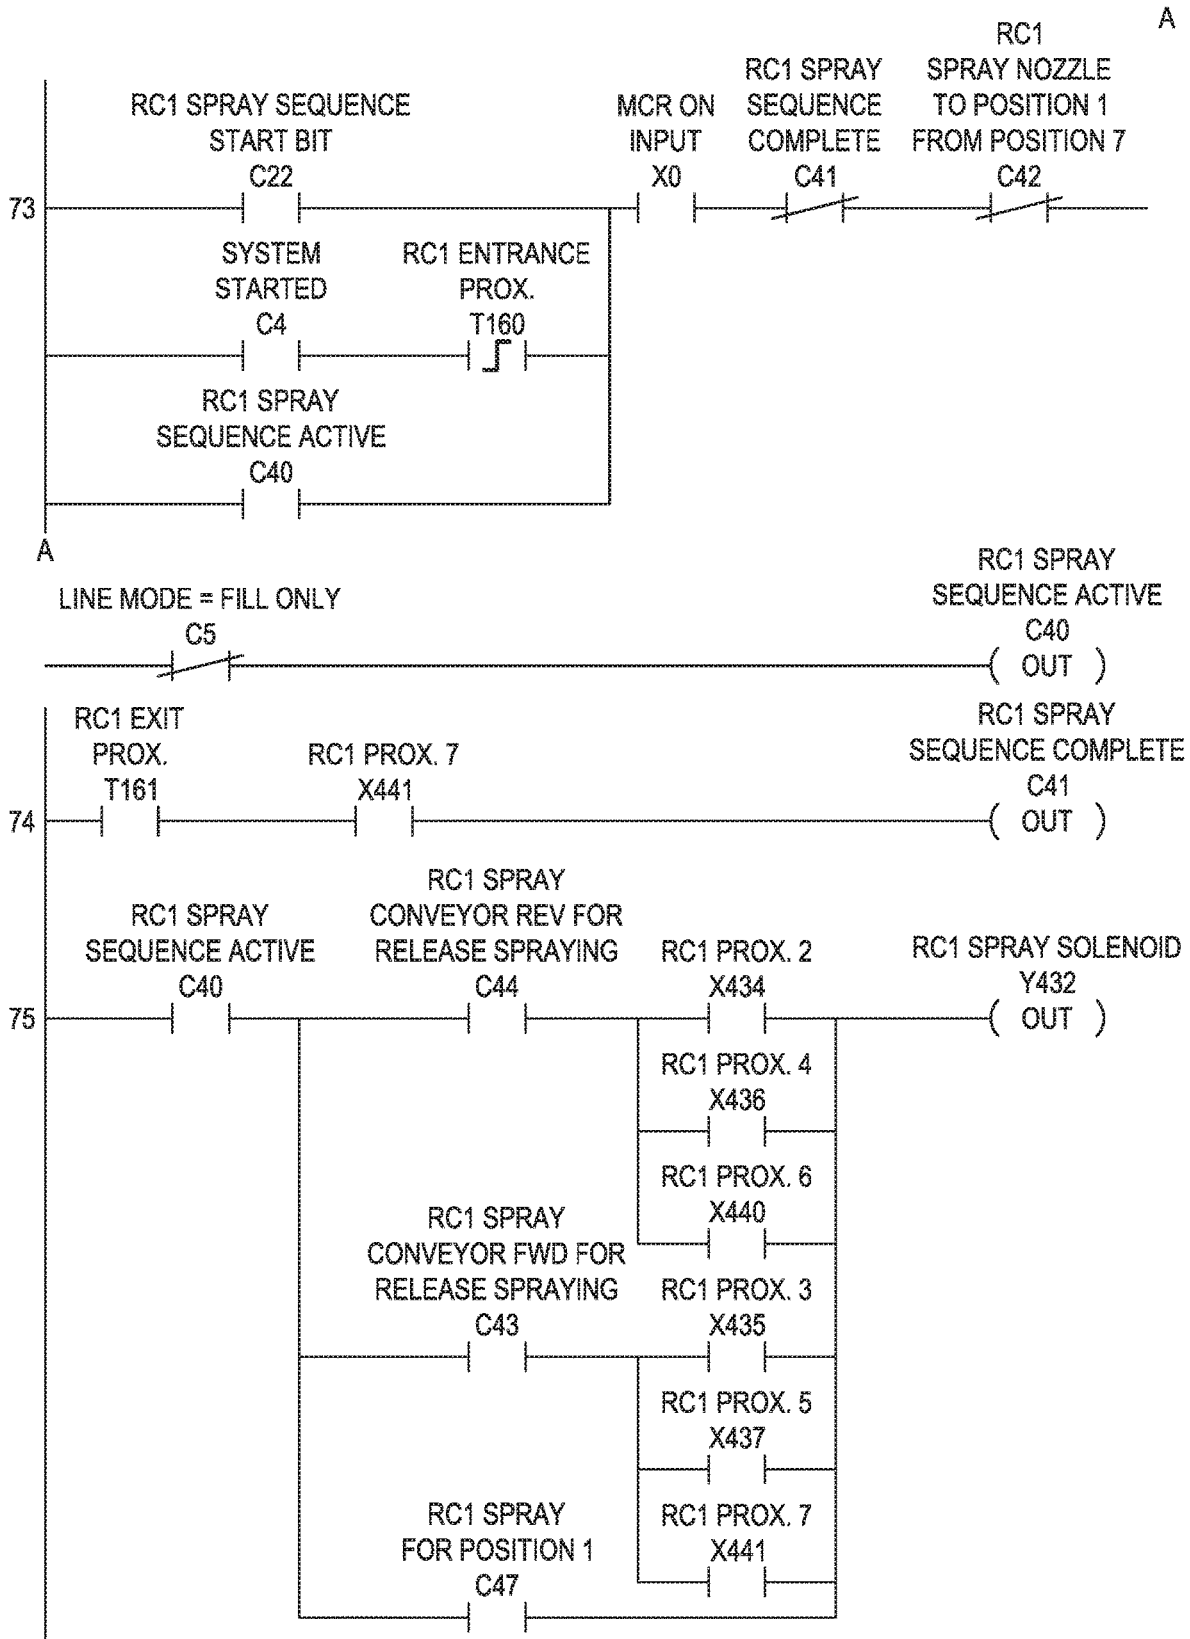 A
RC1 SPRAY SEQUENCE
START BIT
C22
MCR ON
INPUT
X0
RC1 SPRAY
SEQUENCE
COMPLETE
C41
RC1
SPRAY NOZZLE
TO POSITION 1
FROM POSITION 7
C42
73
SYSTEM
STARTED
C4
RC1 ENTRANCE
PROX.
T160
RC1 SPRAY
SEQUENCE ACTIVE
C40
A
LINE MODE = FILL ONLY
C5
RC1 SPRAY
SEQUENCE ACTIVE
C40
( OUT )
RC1 EXIT
PROX.
T161
RC1 PROX. 7
X441
RC1 SPRAY
SEQUENCE COMPLETE
C41
74
( OUT )
RC1 SPRAY
SEQUENCE ACTIVE
C40
RC1 SPRAY
CONVEYOR REV FOR
RELEASE SPRAYING
C44
RC1 PROX. 2
X434
RC1 SPRAY SOLENOID
Y432
75
( OUT )
RC1 PROX. 4
X436
RC1 PROX. 6
X440
RC1 SPRAY
CONVEYOR FWD FOR
RELEASE SPRAYING
C43
RC1 PROX. 3
X435
RC1 PROX. 5
X437
RC1 PROX. 7
X441
RC1 SPRAY
FOR POSITION 1
C47